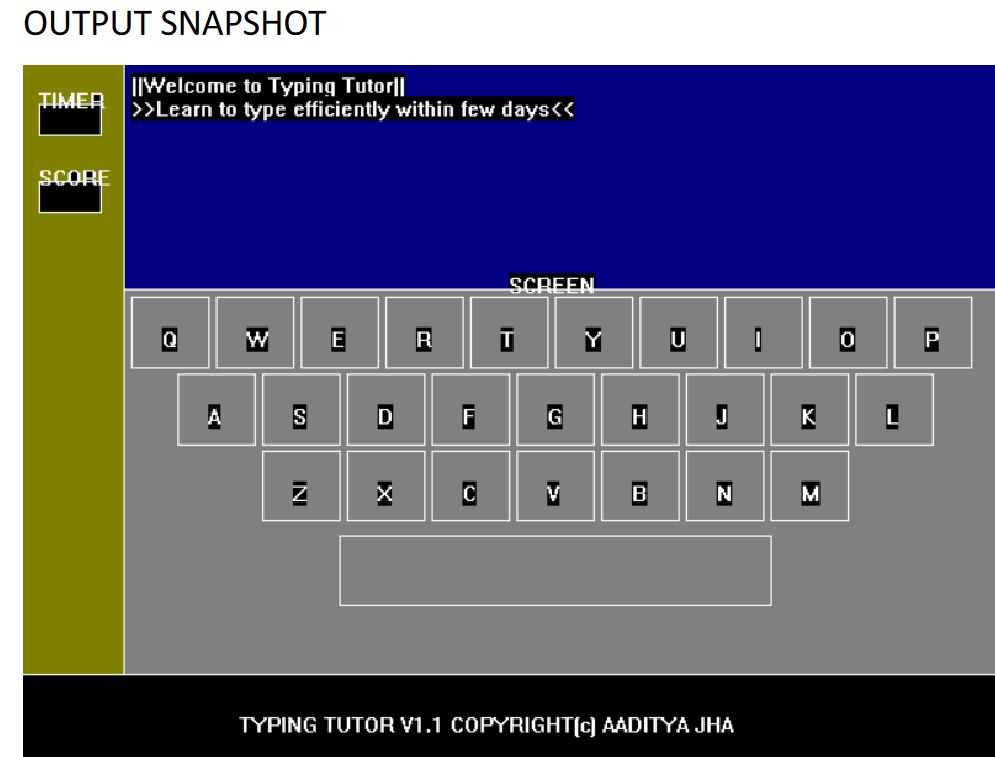 OUTPUT SNAPSHOT
TIMER
||Welcome to Typing Tutor||
>>Learn to type efficiently within few days<<
SCORE
SCREEN
Q W E R T Y U I O P
A S D F G H J K L
Z X C V B N M
TYPING TUTOR V1.1 COPYRIGHT(c) AADITYA JHA